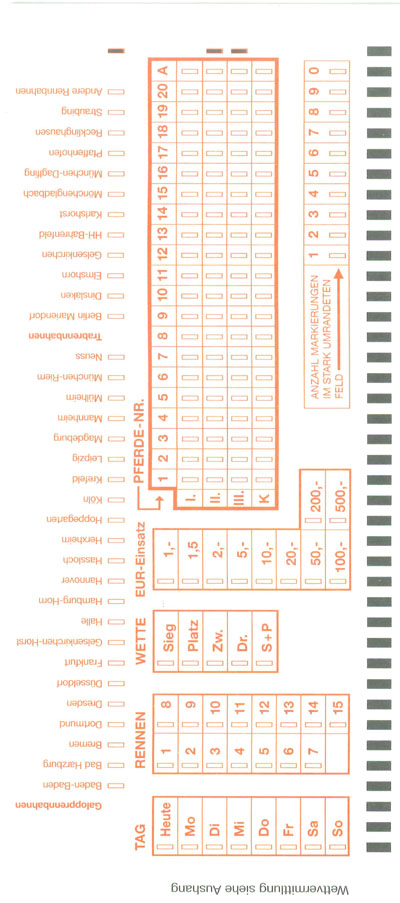 Wettvermittlung siehe Aushang
Galopprennbahnen
Baden-Baden
Bad Harzburg
Bremen
Dortmund
Dresden
Düsseldorf
Frankfurt
Gelsenkirchen-Horst
Halle
Hamburg-Horn
Hannover
Hassloch
Herxheim
Hoppegarten
Köln
Krefeld
Leipzig
Magdeburg
Mannheim
Mülheim
München-Riem
Neuss
Trabrennbahnen
Berlin Mariendorf
Dinslaken
Elmshorn
Gelsenkirchen
HH-Bahrenfeld
Karlshorst
Mönchengladbach
München-Daglfing
Pfaffenhofen
Recklinghausen
Straubing
Andere Rennbahnen
TAG
Heute
Mo
Di
Mi
Do
Fr
Sa
So
RENNEN
1 8
2 9
3 10
4 11
5 12
6 13
7 14
15
WETTE
Sieg
Platz
Zw.
Dr.
S+P
EUR-Einsatz
1,-
1,5
2,-
5,-
10,-
20,-
50,- 200,-
100,- 500,-
PFERDE-NR.
1 2 3 4 5 6 7 8 9 10 11 12 13 14 15 16 17 18 19 20 A
I.
II.
III.
K
ANZAHL MARKIERUNGEN
IM STARK UMRANDETEN
FELD
1 2 3 4 5 6 7 8 9 0